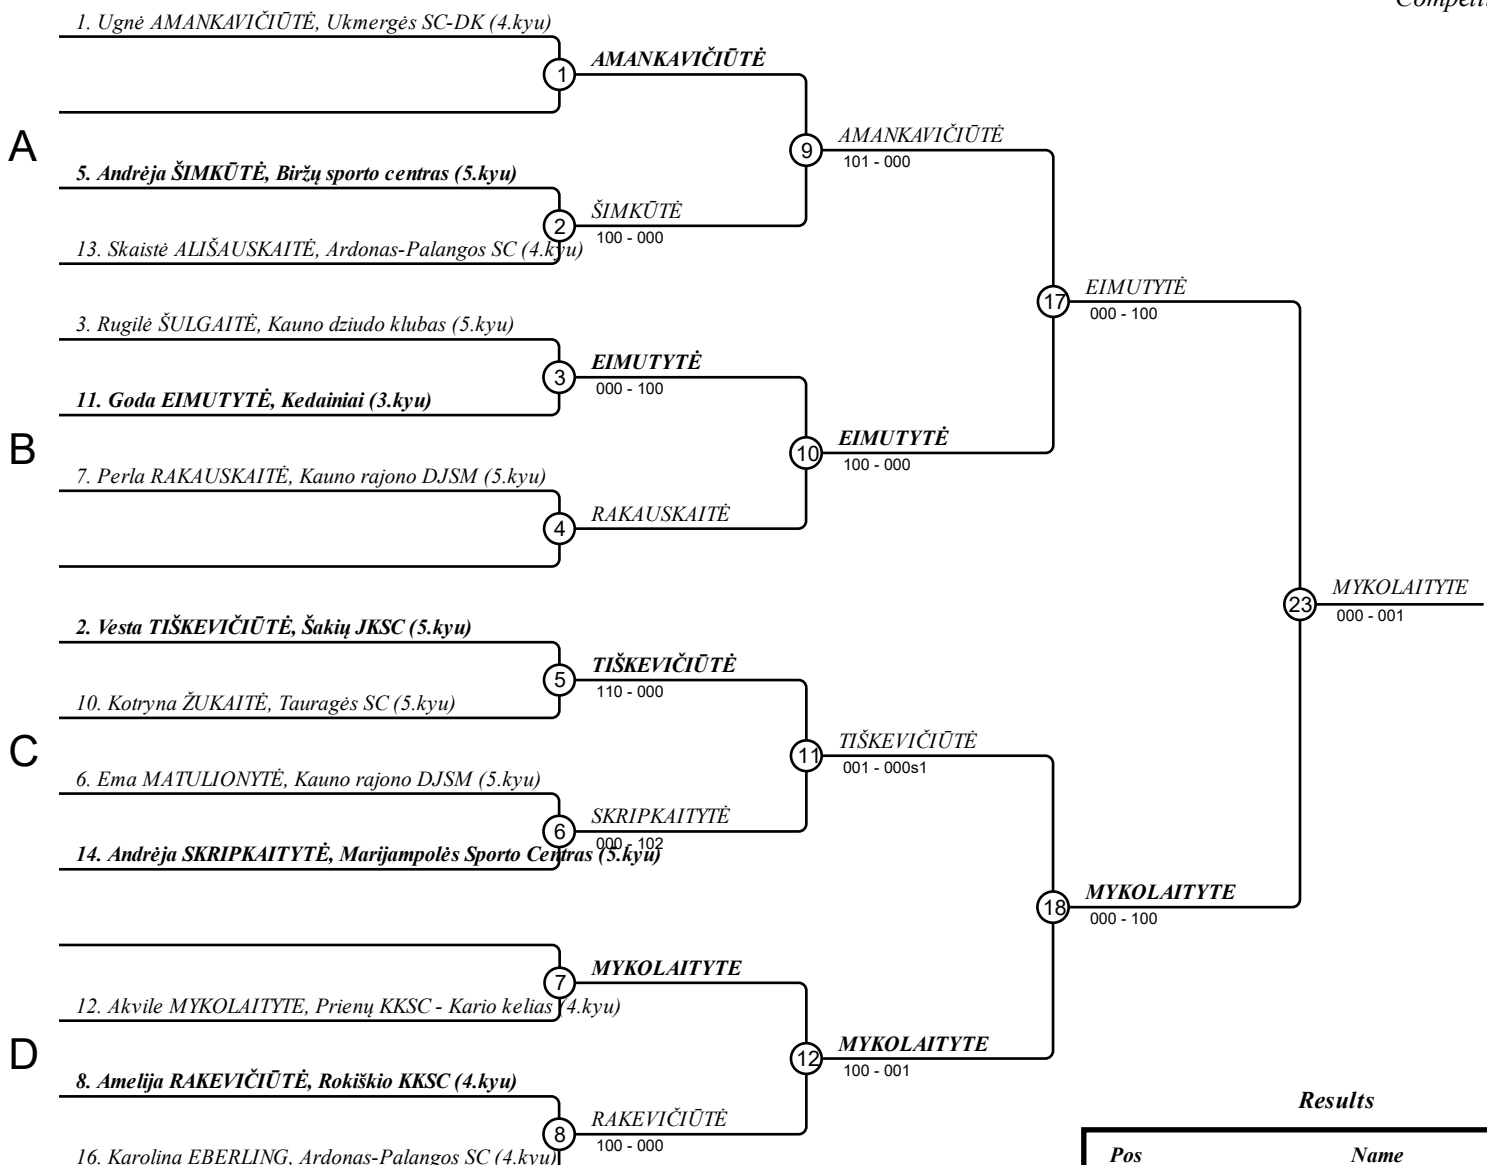 1. Ugnė AMANKAVIČIŪTĖ, Ukmergės SC-DK (4.kyu)
1
AMANKAVIČIŪTĖ
A
9
AMANKAVIČIŪTĖ
101 - 000
5. Andrėja ŠIMKŪTĖ, Biržų sporto centras (5.kyu)
2
ŠIMKŪTĖ
100 - 000
13. Skaistė ALIŠAUSKAITĖ, Ardonas-Palangos SC (4.kyu)
17
EIMUTYTĖ
000 - 100
3. Rugilė ŠULGAITĖ, Kauno dziudo klubas (5.kyu)
3
EIMUTYTĖ
000 - 100
11. Goda EIMUTYTĖ, Kedainiai (3.kyu)
B
10
EIMUTYTĖ
100 - 000
7. Perla RAKAUSKAITĖ, Kauno rajono DJSM (5.kyu)
4
RAKAUSKAITĖ
23
MYKOLAITYTE
000 - 001
2. Vesta TIŠKEVIČIŪTĖ, Šakių JKSC (5.kyu)
5
TIŠKEVIČIŪTĖ
110 - 000
10. Kotryna ŽUKAITĖ, Tauragės SC (5.kyu)
C
11
TIŠKEVIČIŪTĖ
001 - 000s1
6. Ema MATULIONYTĖ, Kauno rajono DJSM (5.kyu)
6
SKRIPKAITYTĖ
000 - 102
14. Andrėja SKRIPKAITYTĖ, Marijampolės Sporto Centras (5.kyu)
18
MYKOLAITYTE
000 - 100
7
MYKOLAITYTE
12. Akvile MYKOLAITYTE, Prienų KKSC - Kario kelias (4.kyu)
D
12
MYKOLAITYTE
100 - 001
8. Amelija RAKEVIČIŪTĖ, Rokiškio KKSC (4.kyu)
8
RAKEVIČIŪTĖ
100 - 000
16. Karolina EBERLING, Ardonas-Palangos SC (4.kyu)
Results
Pos Name